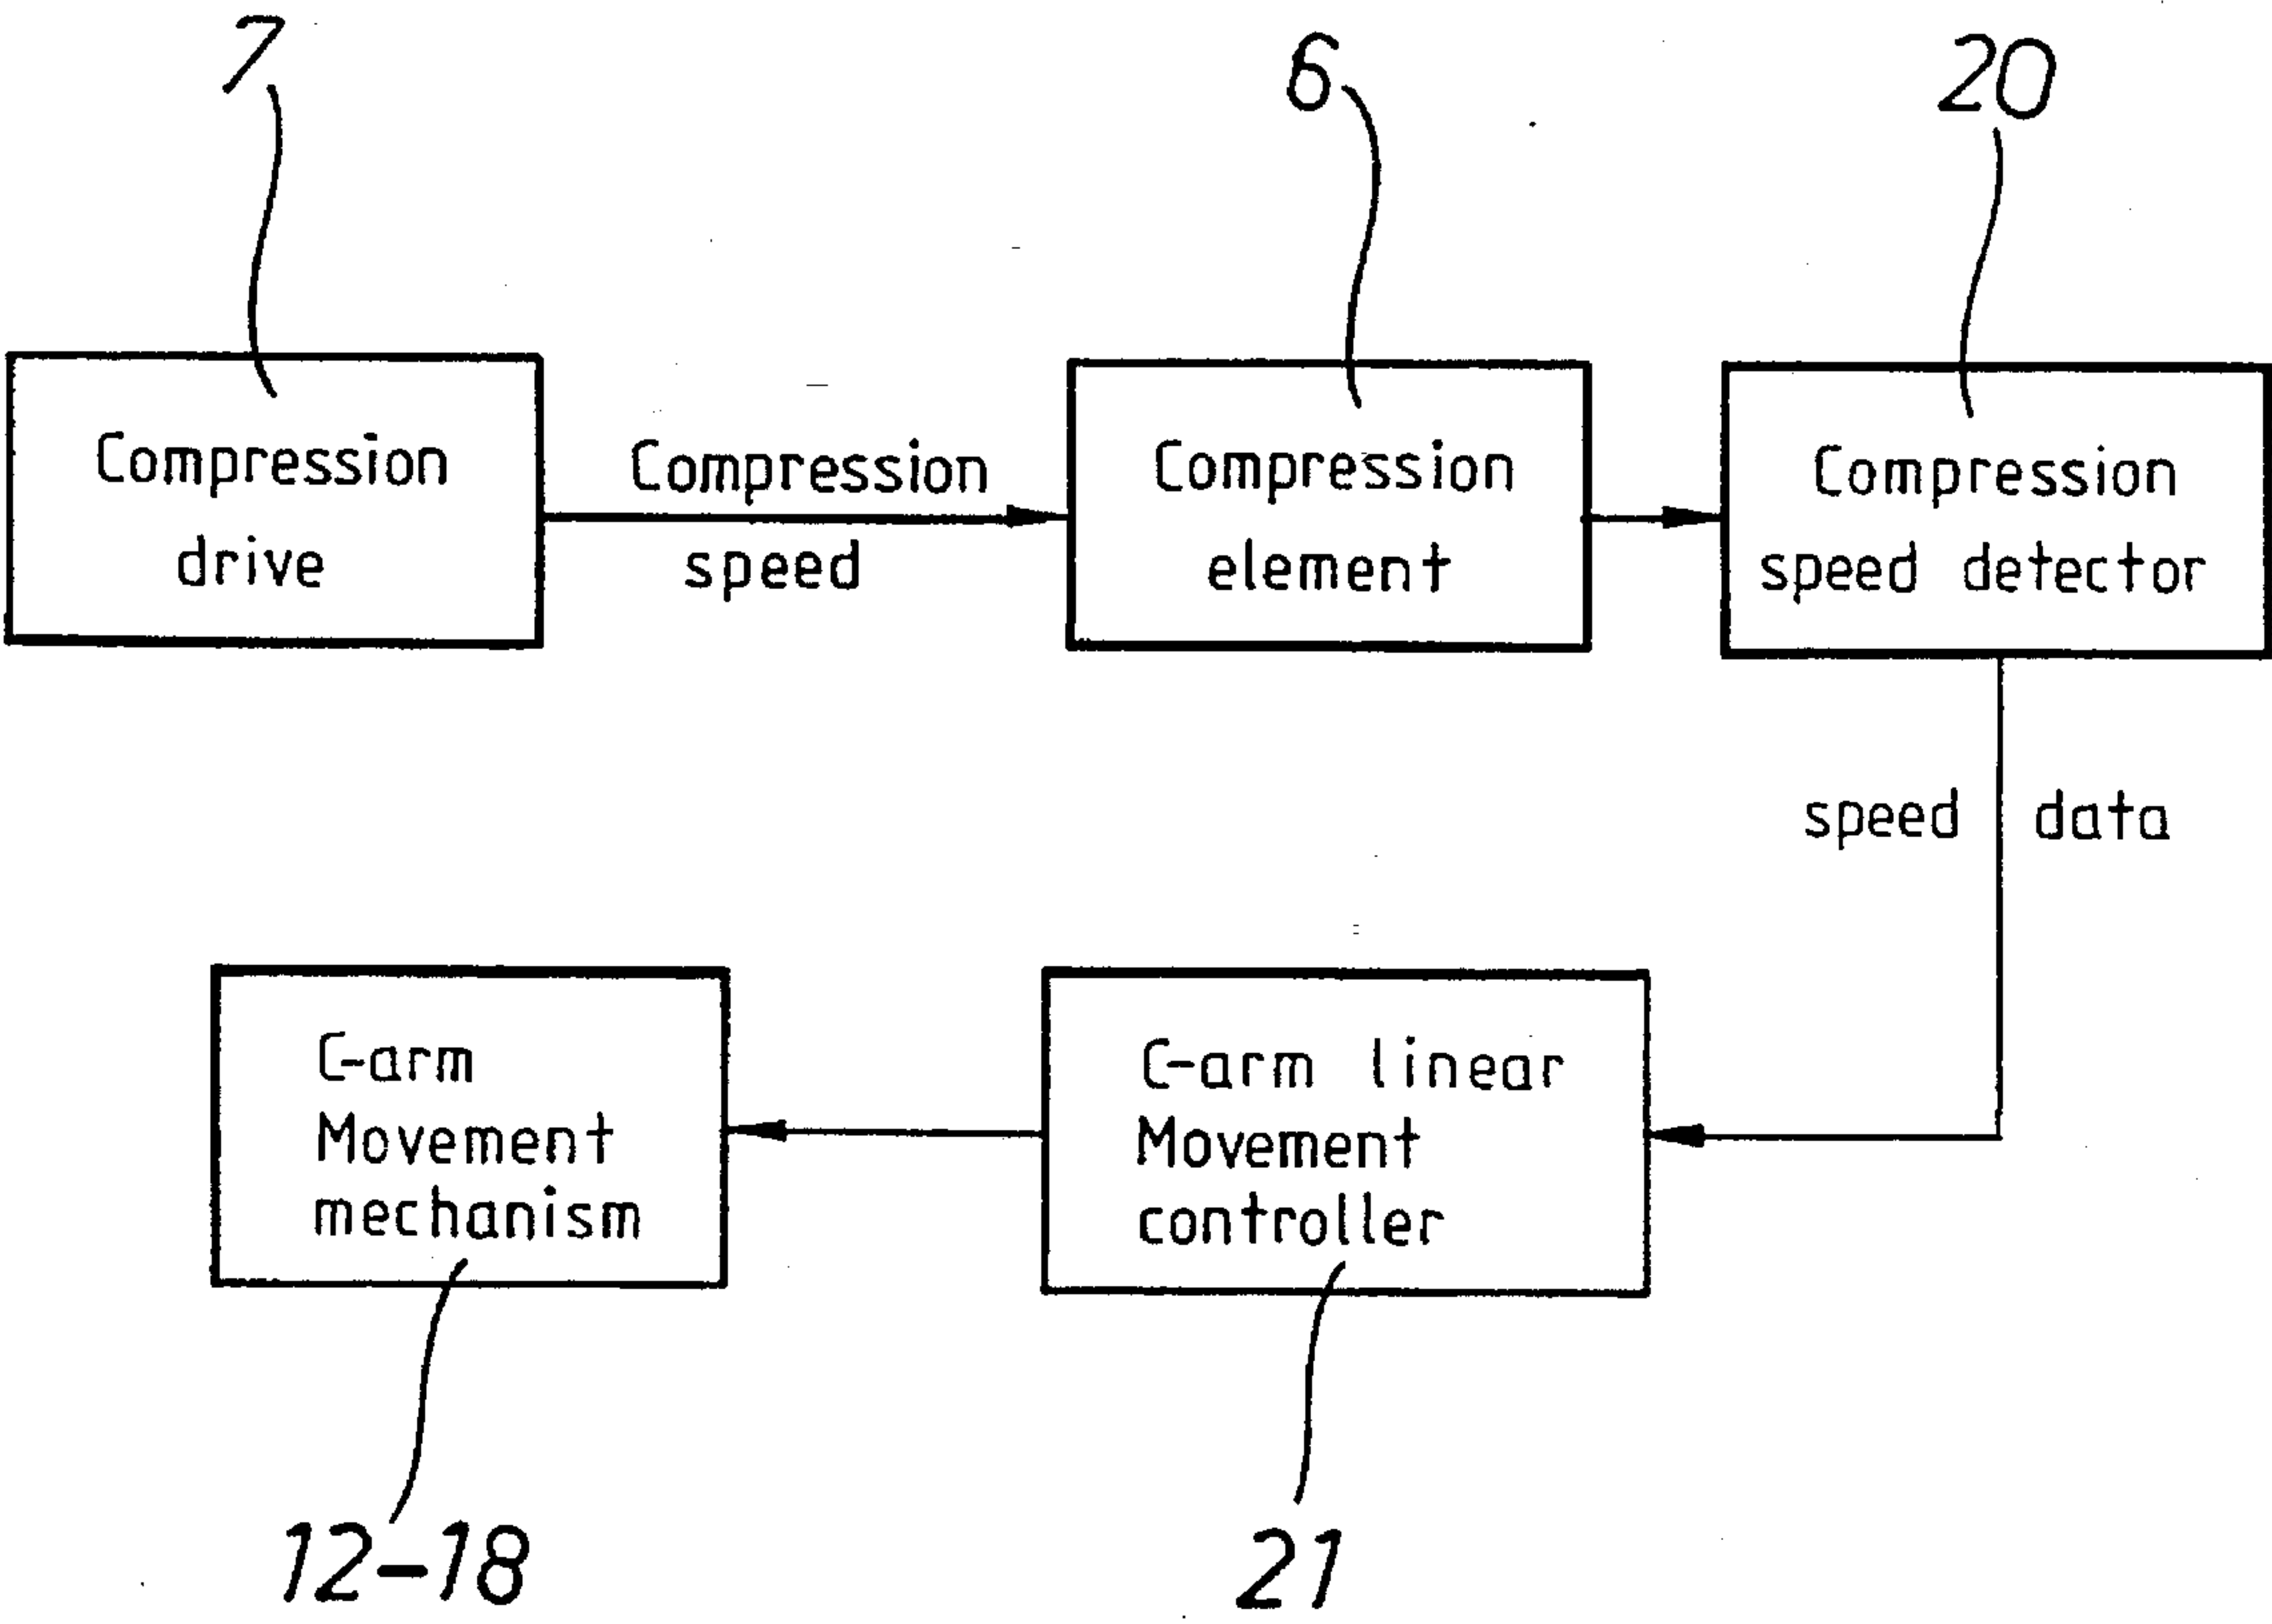 7
6
20
Compression
drive
Compression
speed
Compression
element
Compression
speed detector
speed data
C-arm
Movement
mechanism
C-arm linear
Movement
controller
12-18
21